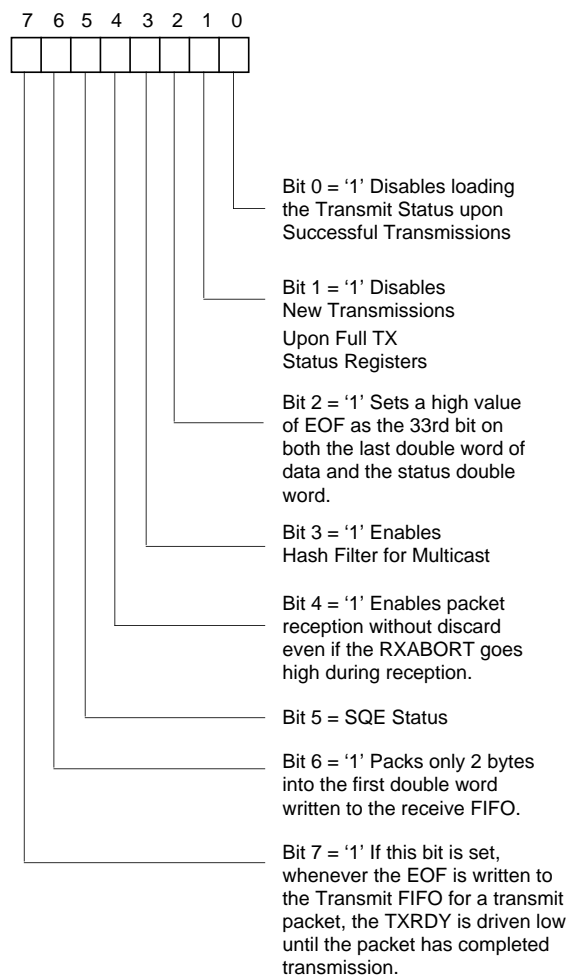 7 6 5 4 3 2 1 0
Bit 0 = ‘1’ Disables loading
the Transmit Status upon
Successful Transmissions
Bit 1 = ‘1’ Disables
New Transmissions
Upon Full TX
Status Registers
Bit 2 = ‘1’ Sets a high value
of EOF as the 33rd bit on
both the last double word of
data and the status double
word.
Bit 3 = ‘1’ Enables
Hash Filter for Multicast
Bit 4 = ‘1’ Enables packet
reception without discard
even if the RXABORT goes
high during reception.
Bit 5 = SQE Status
Bit 6 = ‘1’ Packs only 2 bytes
into the first double word
written to the receive FIFO.
Bit 7 = ‘1’ If this bit is set,
whenever the EOF is written to
the Transmit FIFO for a transmit
packet, the TXRDY is driven low
until the packet has completed
transmission.